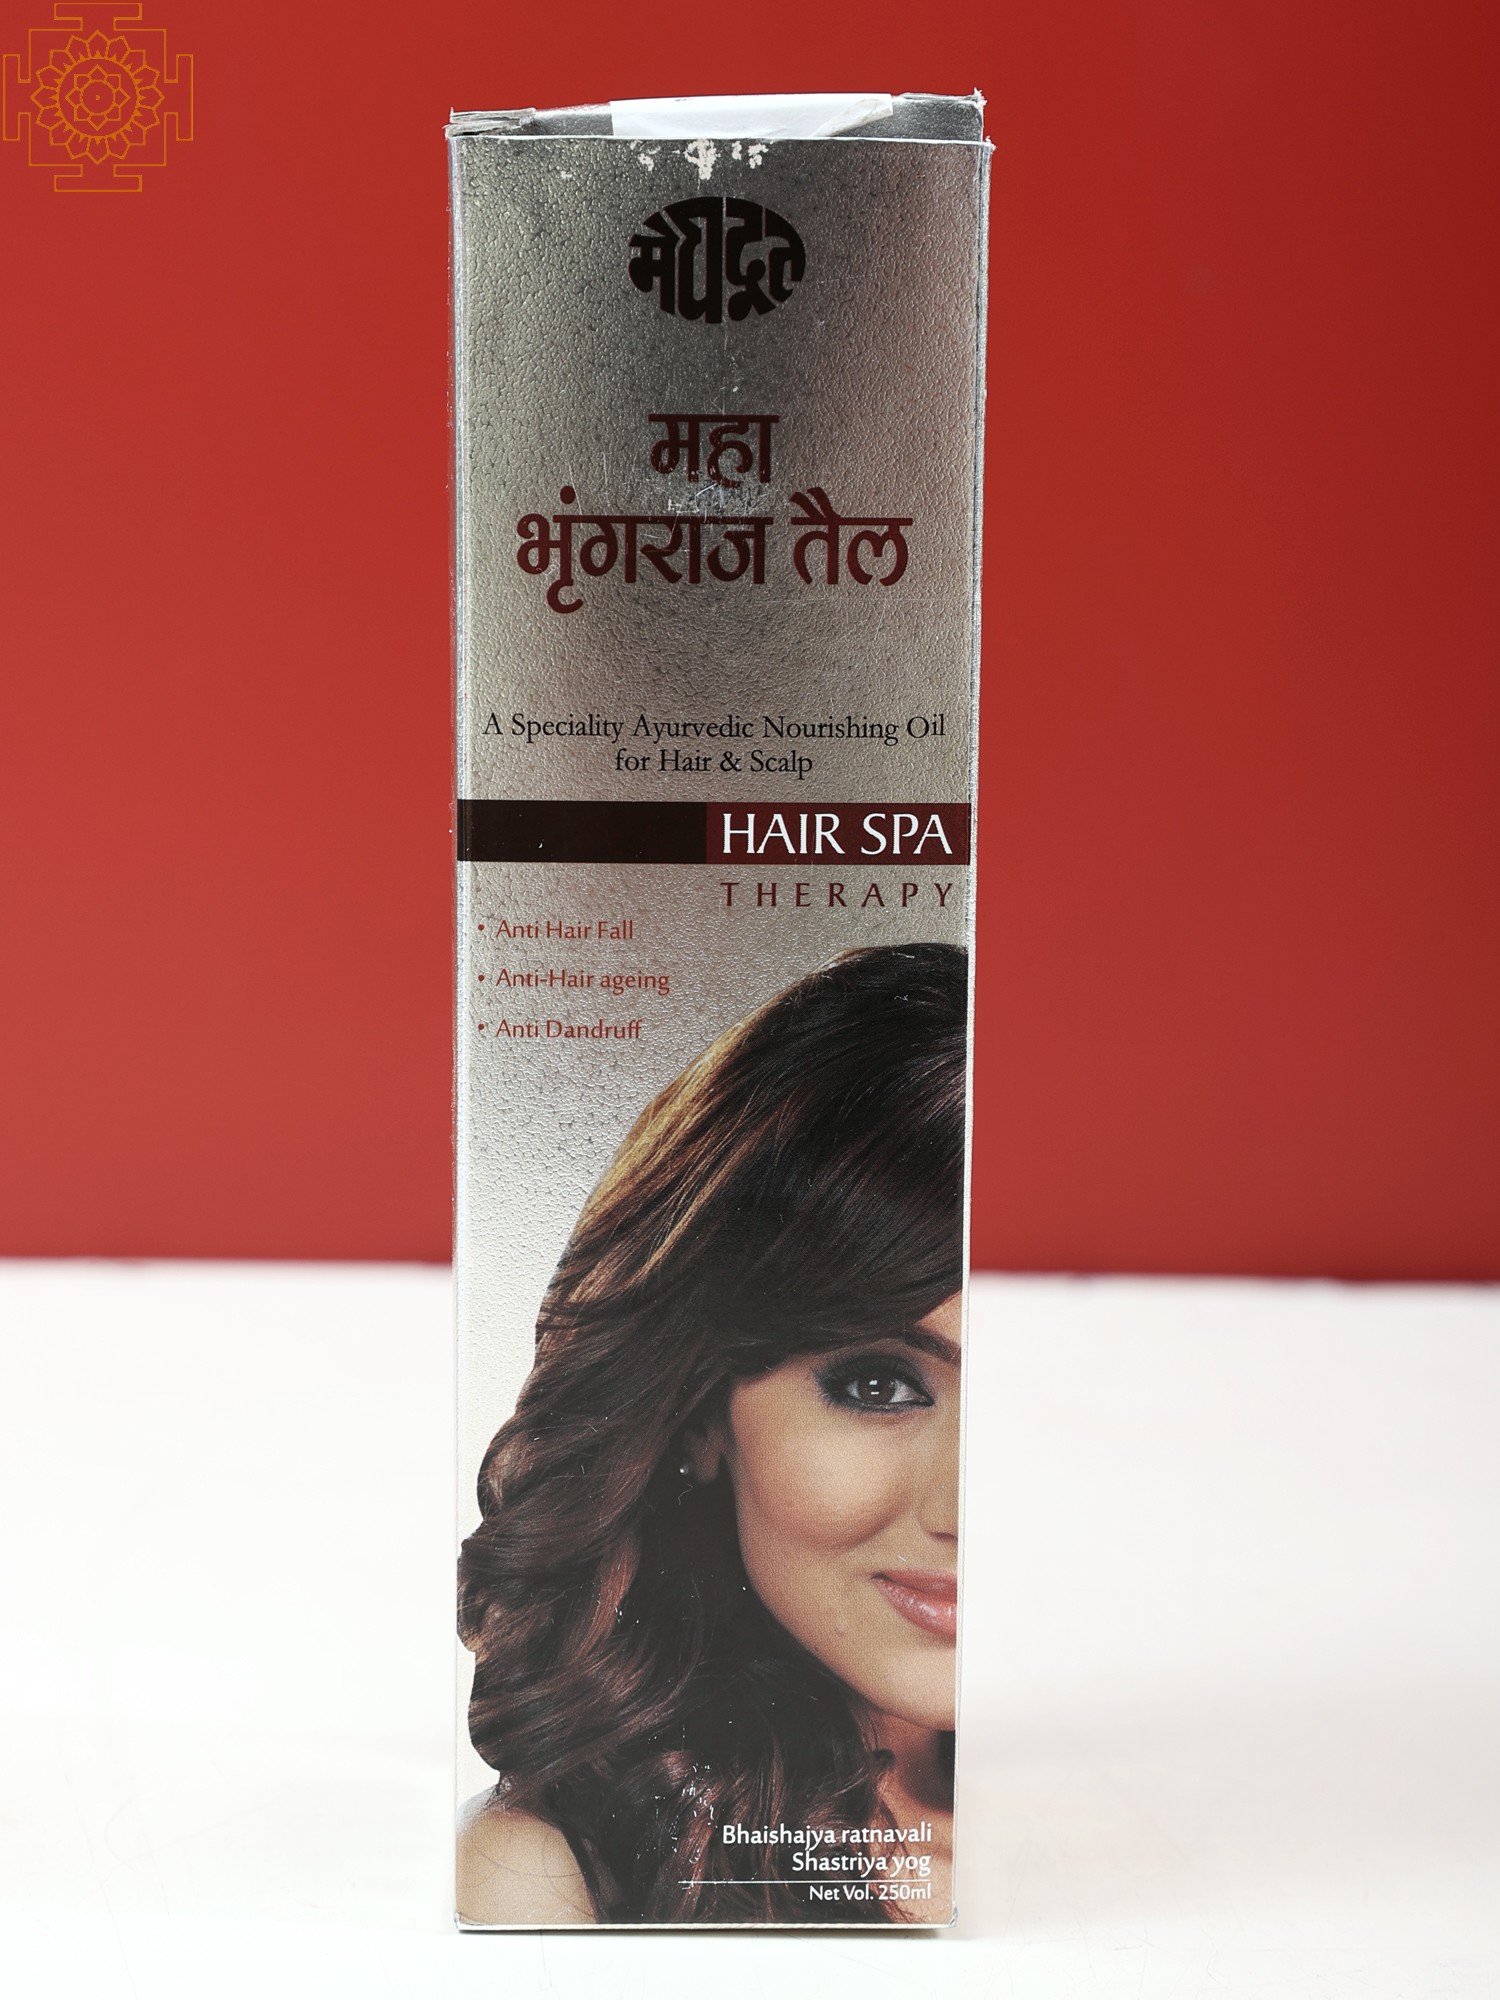 मेघदूत
महा
भृंगराज तैल
A Speciality Ayurvedic Nourishing Oil
for Hair & Scalp
HAIR SPA
THERAPY
• Anti Hair Fall
• Anti-Hair ageing
• Anti Dandruff
Bhaishajya ratnavali
Shastriya yog
Net Vol. 250ml